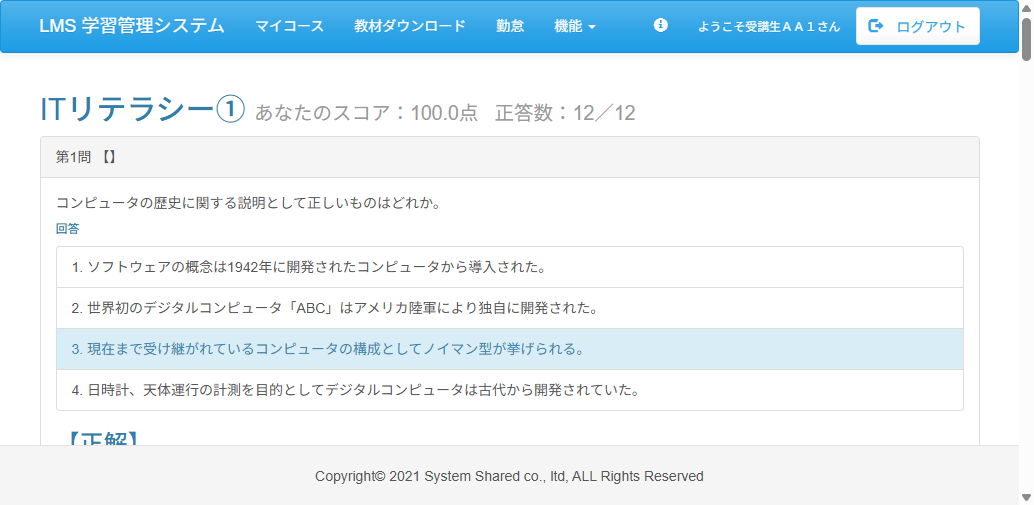 LMS 学習管理システム マイコース 教材ダウンロード 勤怠 機能 ようこそ受講生ＡＡ１さん ログアウト
ITリテラシー① あなたのスコア：100.0点 正答数：12／12
第1問 【】
コンピュータの歴史に関する説明として正しいものはどれか。
回答
1. ソフトウェアの概念は1942年に開発されたコンピュータから導入された。
2. 世界初のデジタルコンピュータ「ABC」はアメリカ陸軍により独自に開発された。
3. 現在まで受け継がれているコンピュータの構成としてノイマン型が挙げられる。
4. 日時計、天体運行の計測を目的としてデジタルコンピュータは古代から開発されていた。
【正解】
Copyright© 2021 System Shared co., ltd, ALL Rights Reserved